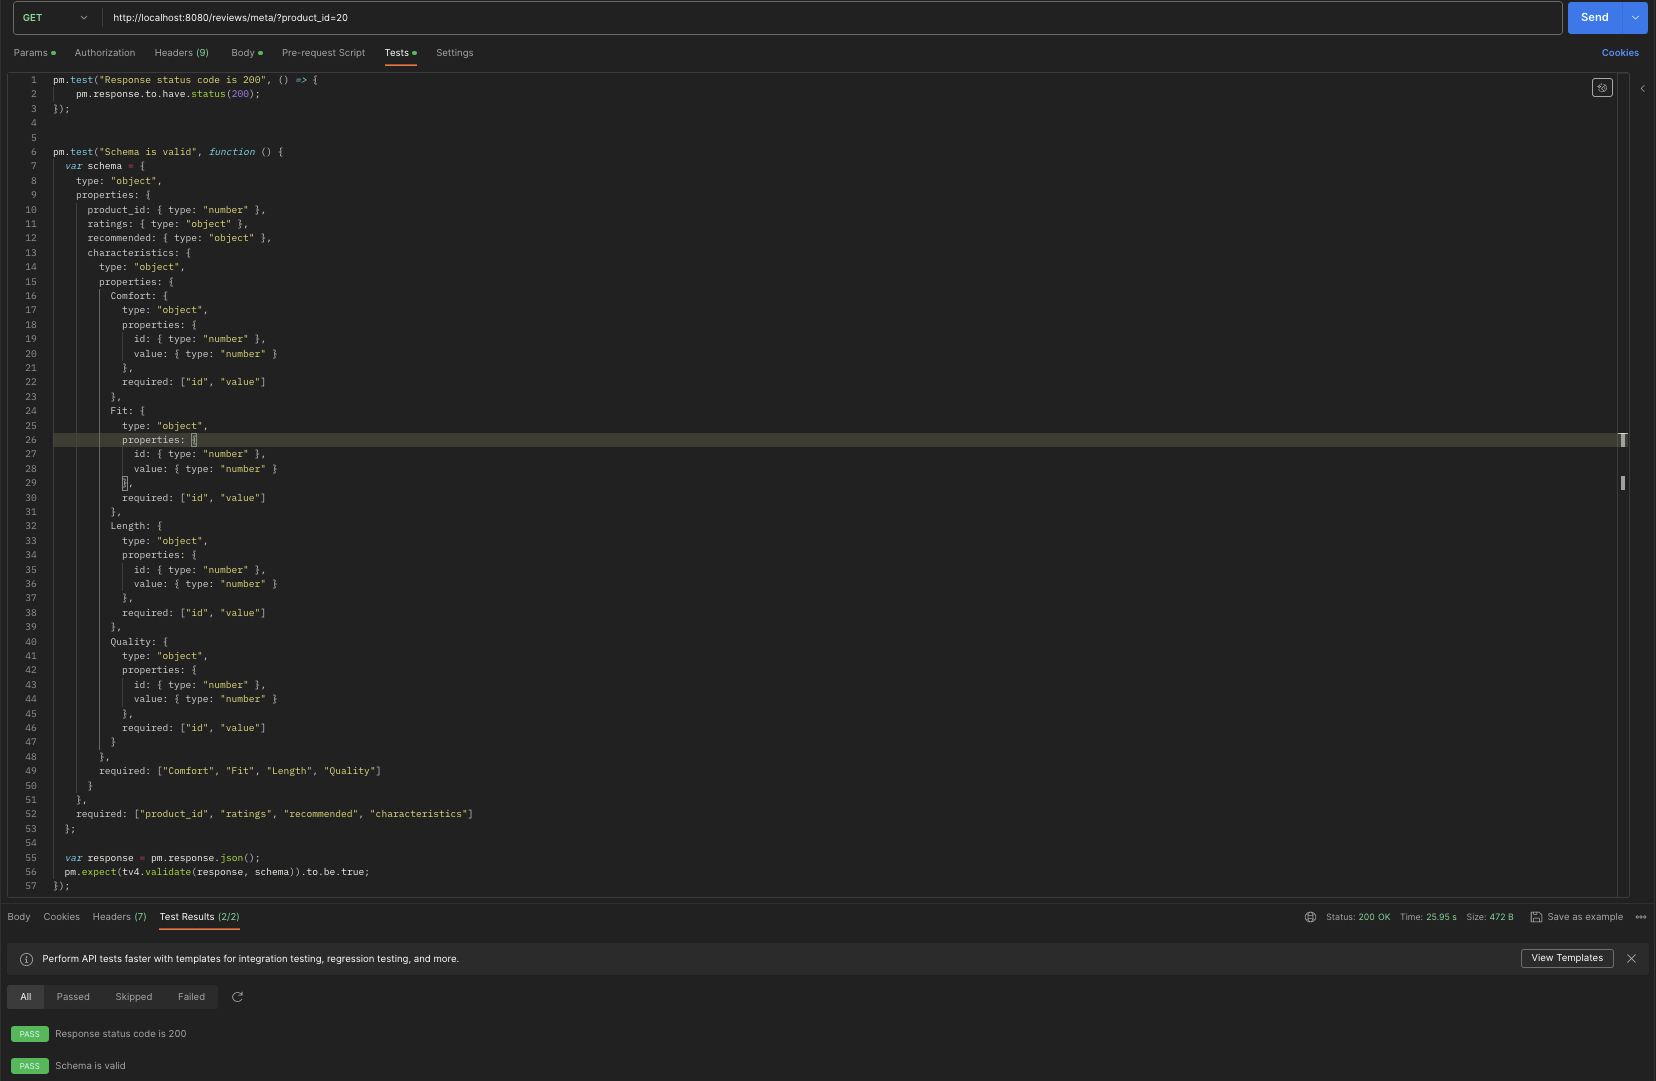 GET http://localhost:8080/reviews/meta/?product_id=20 Send
Params Authorization Headers (9) Body Pre-request Script Tests Settings Cookies
1 pm.test("Response status code is 200", () => {
2 pm.response.to.have.status(200);
3 });
4
5
6 pm.test("Schema is valid", function () {
7 var schema = {
8 type: "object",
9 properties: {
10 product_id: { type: "number" },
11 ratings: { type: "object" },
12 recommended: { type: "object" },
13 characteristics: {
14 type: "object",
15 properties: {
16 Comfort: {
17 type: "object",
18 properties: {
19 id: { type: "number" },
20 value: { type: "number" }
21 },
22 required: ["id", "value"]
23 },
24 Fit: {
25 type: "object",
26 properties: {
27 id: { type: "number" },
28 value: { type: "number" }
29 },
30 required: ["id", "value"]
31 },
32 Length: {
33 type: "object",
34 properties: {
35 id: { type: "number" },
36 value: { type: "number" }
37 },
38 required: ["id", "value"]
39 },
40 Quality: {
41 type: "object",
42 properties: {
43 id: { type: "number" },
44 value: { type: "number" }
45 },
46 required: ["id", "value"]
47 }
48 },
49 required: ["Comfort", "Fit", "Length", "Quality"]
50 }
51 },
52 required: ["product_id", "ratings", "recommended", "characteristics"]
53 };
54
55 var response = pm.response.json();
56 pm.expect(tv4.validate(response, schema)).to.be.true;
57 });
Body Cookies Headers (7) Test Results (2/2) Status: 200 OK Time: 25.95 s Size: 472 B Save as example
Perform API tests faster with templates for integration testing, regression testing, and more. View Templates
All Passed Skipped Failed
PASS Response status code is 200
PASS Schema is valid